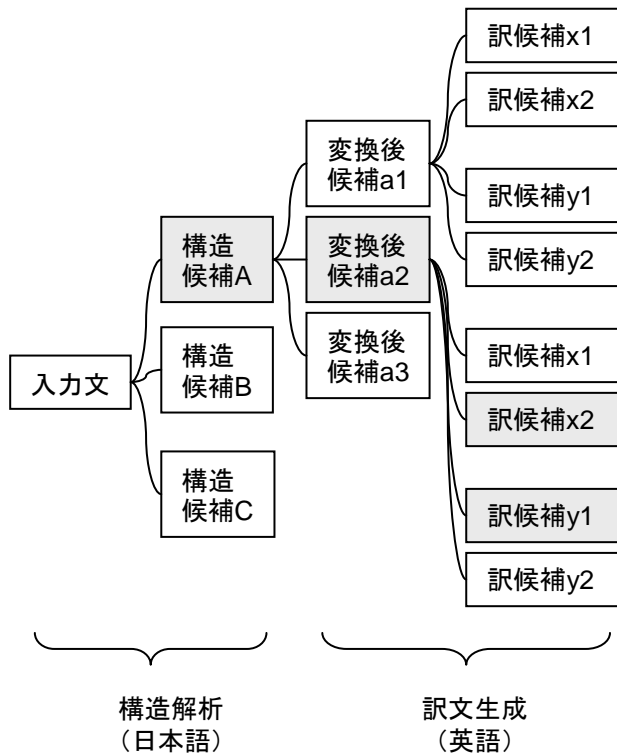 入力文
構造
候補A
構造
候補B
構造
候補C
変換後
候補a1
変換後
候補a2
変換後
候補a3
訳候補x1
訳候補x2
訳候補y1
訳候補y2
訳候補x1
訳候補x2
訳候補y1
訳候補y2
構造解析
（日本語）
訳文生成
（英語）